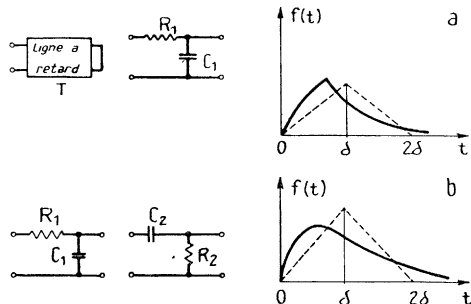 Ligne a
retard
T
R₁
C₁
f(t)
a
0
δ
2δ
t
R₁
C₁
C₂
R₂
f(t)
b
0
δ
2δ
t